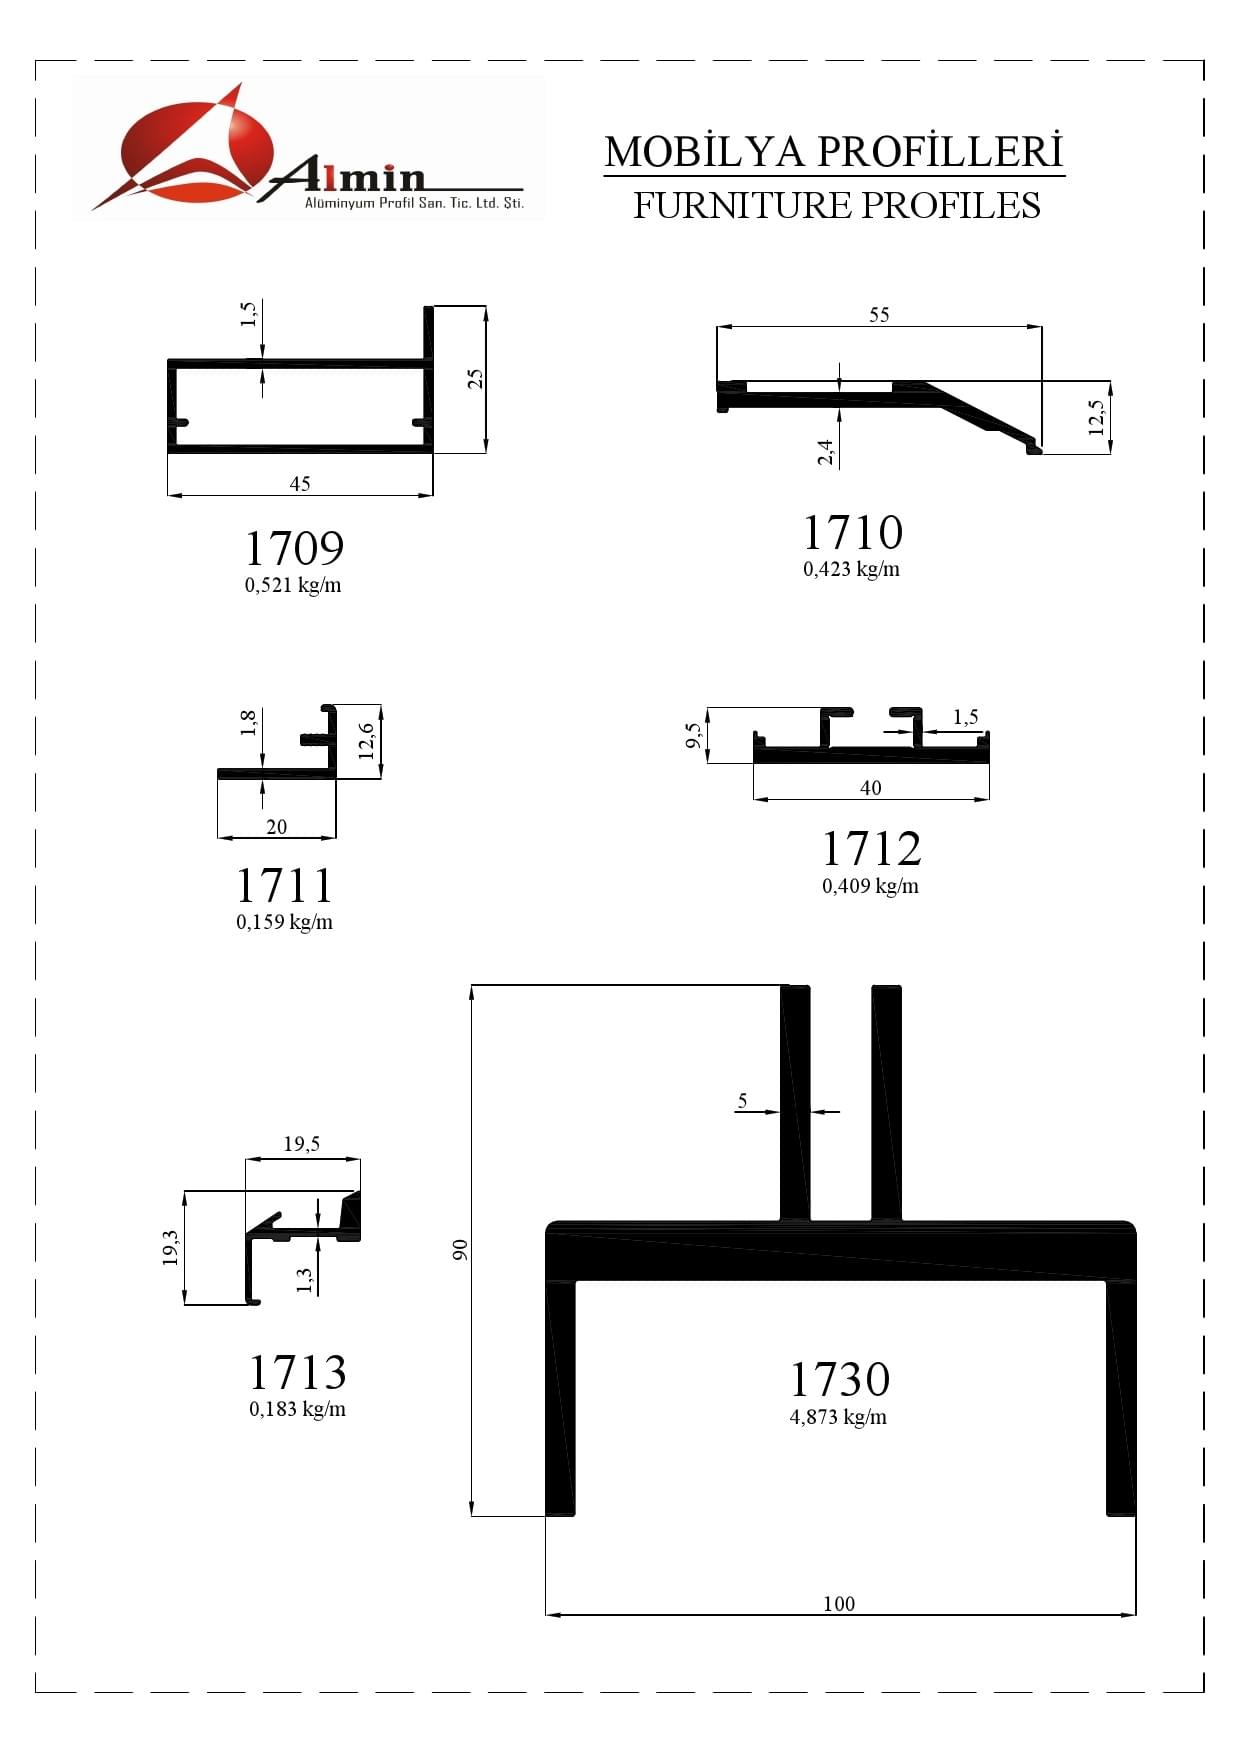 Almin
Alüminyum Profil San. Tic. Ltd. Şti.
MOBİLYA PROFİLLERİ
FURNITURE PROFILES
1,5
25
45
1709
0,521 kg/m
55
12,5
2,4
1710
0,423 kg/m
1,8
12,6
20
1711
0,159 kg/m
9,5
1,5
40
1712
0,409 kg/m
19,5
19,3
1,3
1713
0,183 kg/m
5
90
1730
4,873 kg/m
100